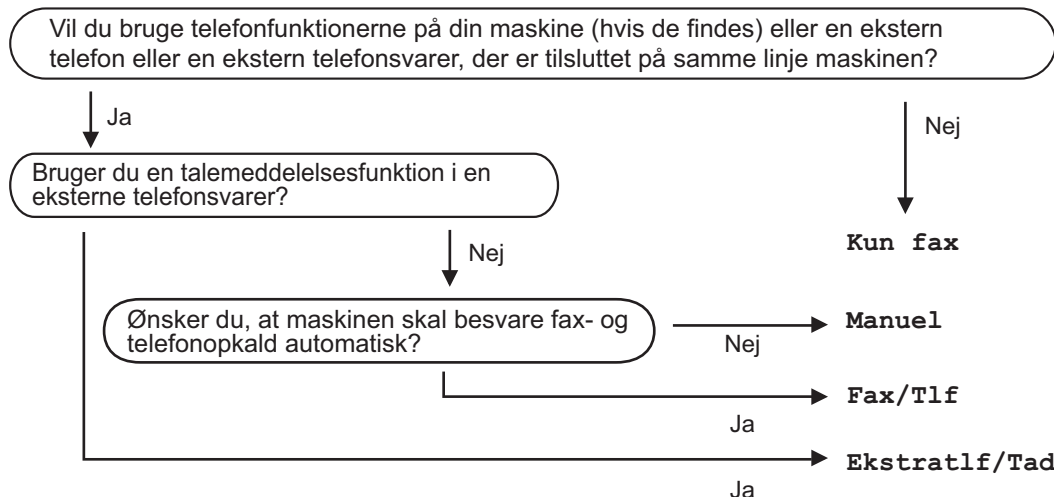 Vil du bruge telefonfunktionerne på din maskine (hvis de findes) eller en ekstern
telefon eller en ekstern telefonsvarer, der er tilsluttet på samme linje maskinen?
Ja
Nej
Bruger du en talemeddelelsesfunktion i en
eksterne telefonsvarer?
Kun fax
Nej
Ønsker du, at maskinen skal besvare fax- og
telefonopkald automatisk?
Nej
Manuel
Ja
Fax/Tlf
Ja
Ekstratlf/Tad